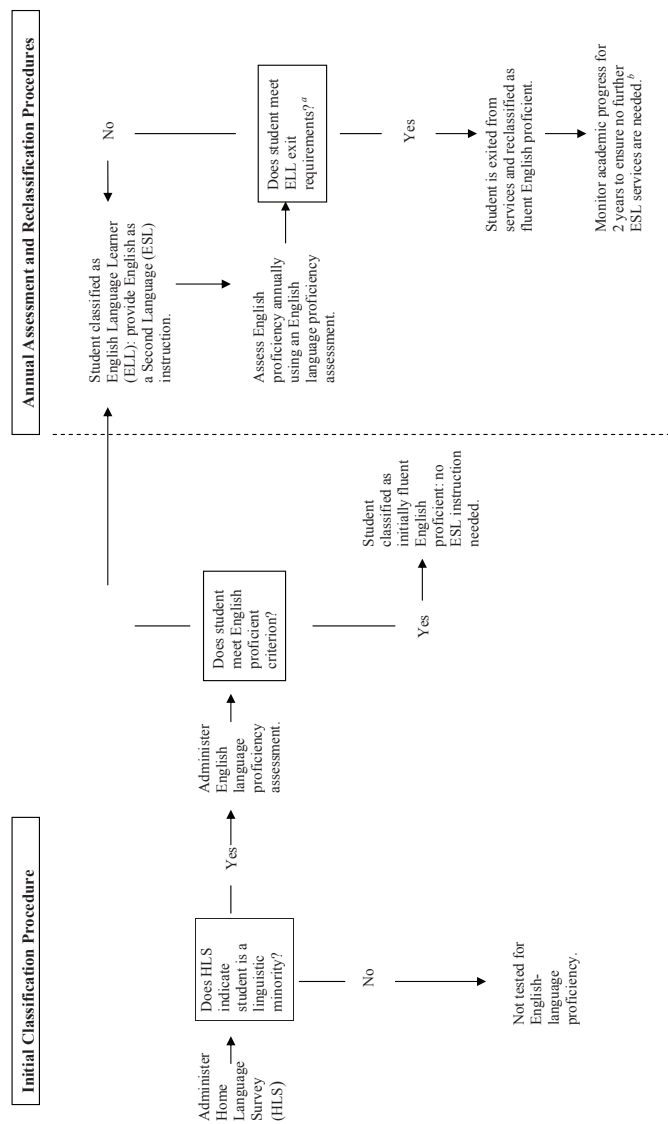 Initial Classification Procedure
Administer
Home
Language
Survey
(HLS)
Does HLS
indicate
student is a
linguistic
minority?
Yes
No
Not tested for
English-
language
proficiency.
Administer
English
language
proficiency
assessment.
Does student
meet English
proficient
criterion?
Yes
Student
classified as
initially fluent
English
proficient: no
ESL instruction
needed.
Annual Assessment and Reclassification Procedures
Student classified as
English Language Learner
(ELL): provide English as
a Second Language (ESL)
instruction.
No
Assess English
proficiency annually
using an English
language proficiency
assessment.
Does student meet
ELL exit
requirements?a
Yes
Student is exited from
services and reclassified as
fluent English proficient.
Monitor academic progress for
2 years to ensure no further
ESL services are needed.b